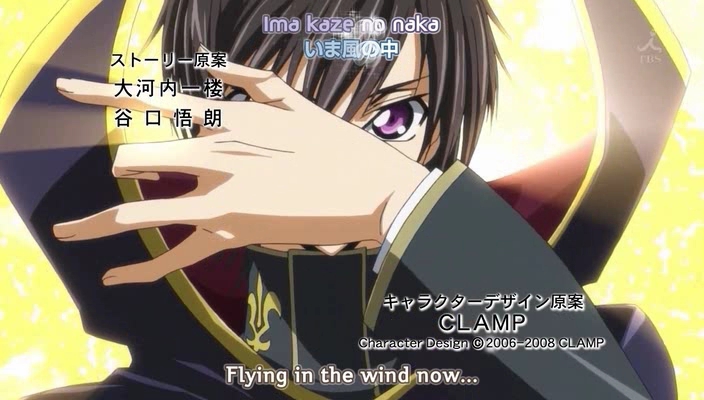 Ima kaze no naka
いま風の中
TBS
ストーリー原案
大河内一楼
谷口悟朗
キャラクターデザイン原案
CLAMP
Character Design ©2006-2008 CLAMP
Flying in the wind now...